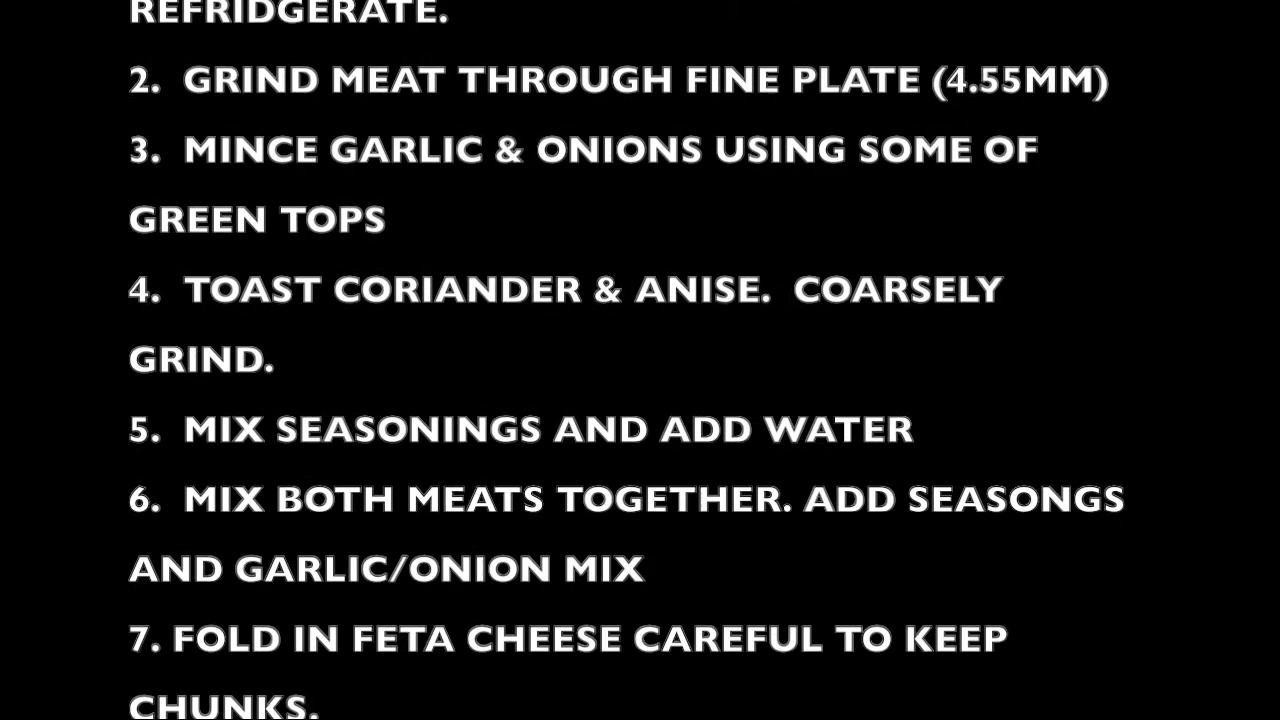 REFRIDGERATE.
2.  GRIND MEAT THROUGH FINE PLATE (4.55MM)
3.  MINCE GARLIC & ONIONS USING SOME OF
GREEN TOPS
4.  TOAST CORIANDER & ANISE.  COARSELY
GRIND.
5.  MIX SEASONINGS AND ADD WATER
6.  MIX BOTH MEATS TOGETHER. ADD SEASONGS
AND GARLIC/ONION MIX
7. FOLD IN FETA CHEESE CAREFUL TO KEEP
CHUNKS.